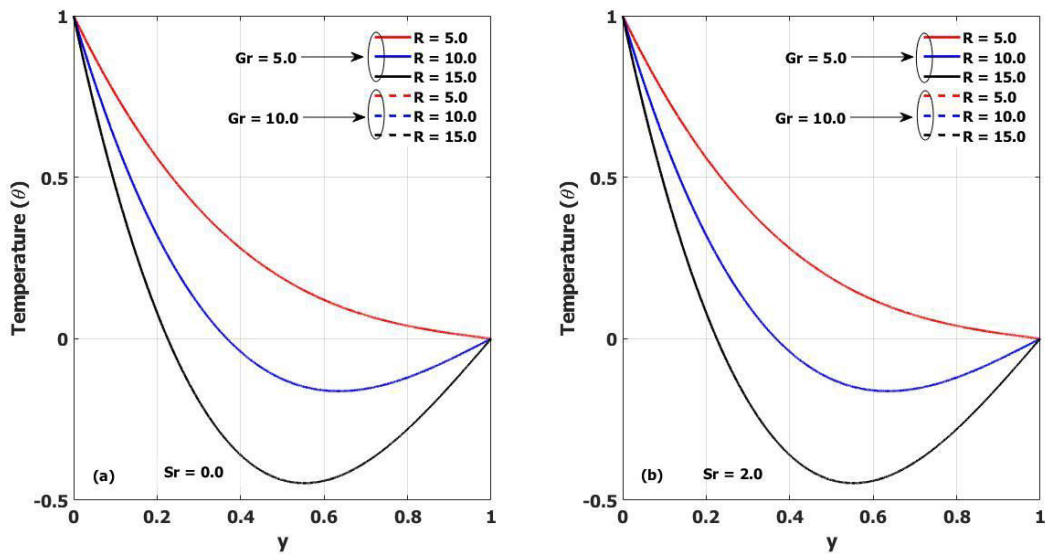 1
0.5
0
-0.5
Temperature (θ)
0
0.2
0.4
0.6
0.8
1
y
Gr = 5.0
R = 5.0
R = 10.0
R = 15.0
Gr = 10.0
R = 5.0
R = 10.0
R = 15.0
(a)
Sr = 0.0
1
0.5
0
-0.5
Temperature (θ)
0
0.2
0.4
0.6
0.8
1
y
Gr = 5.0
R = 5.0
R = 10.0
R = 15.0
Gr = 10.0
R = 5.0
R = 10.0
R = 15.0
(b)
Sr = 2.0